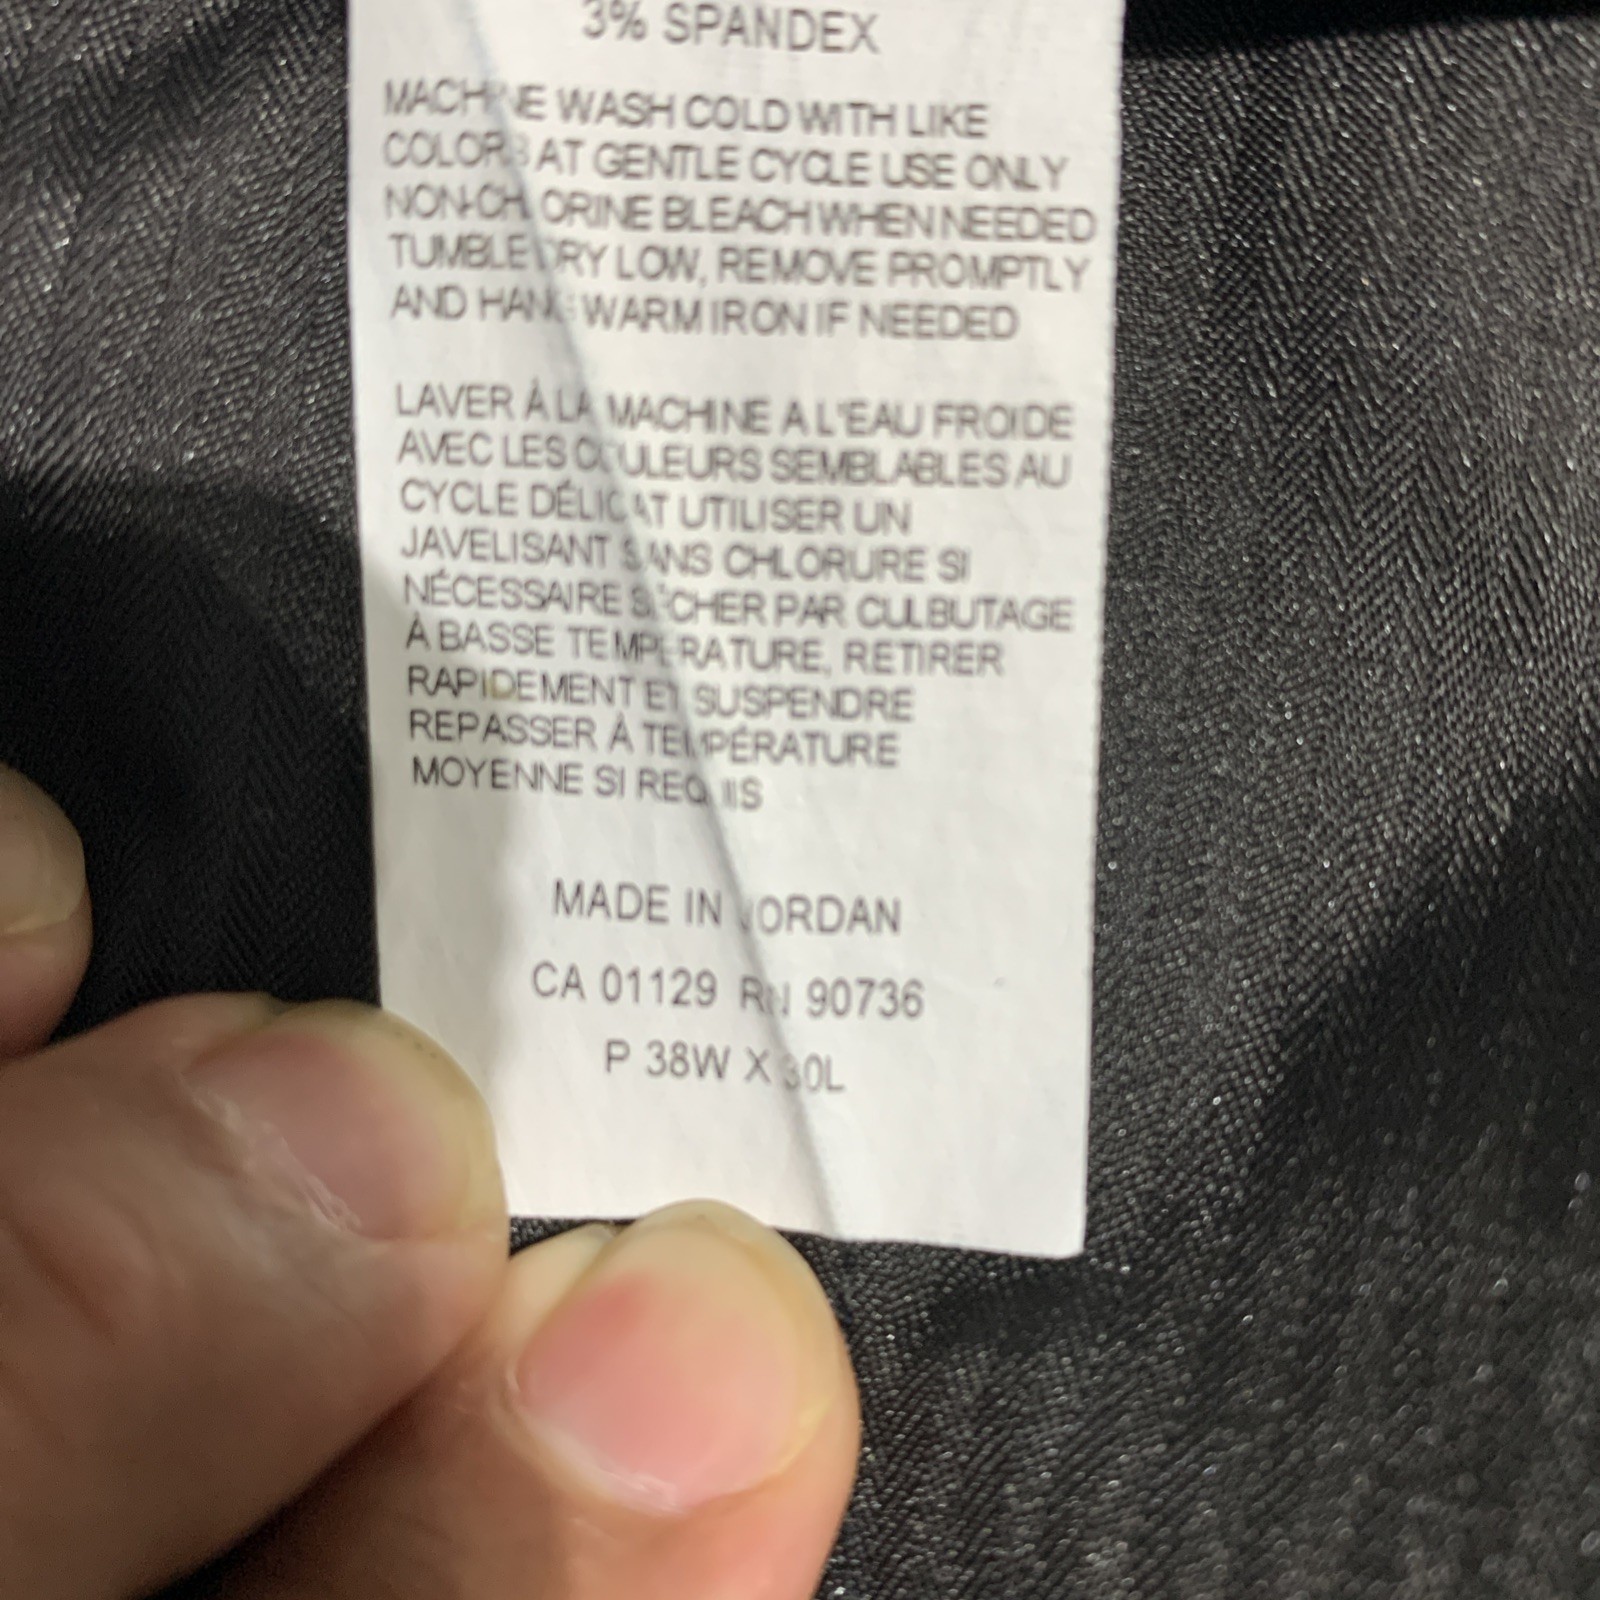 3% SPANDEX
MACHINE WASH COLD WITH LIKE
COLORS AT GENTLE CYCLE USE ONLY
NON-CHLORINE BLEACH WHEN NEEDED
TUMBLE DRY LOW, REMOVE PROMPTLY
AND HANG WARM IRON IF NEEDED
LAVER À LA MACHINE A L'EAU FROIDE
AVEC LES COULEURS SEMBLABLES AU
CYCLE DÉLICAT UTILISER UN
JAVELISANT SANS CHLORURE SI
NÉCESSAIRE SÉCHER PAR CULBUTAGE
À BASSE TEMPÉRATURE, RETIRER
RAPIDEMENT ET SUSPENDRE
REPASSER À TEMPÉRATURE
MOYENNE SI REQUIS
MADE IN JORDAN
CA 01129 RN 90736
P 38W X 30L